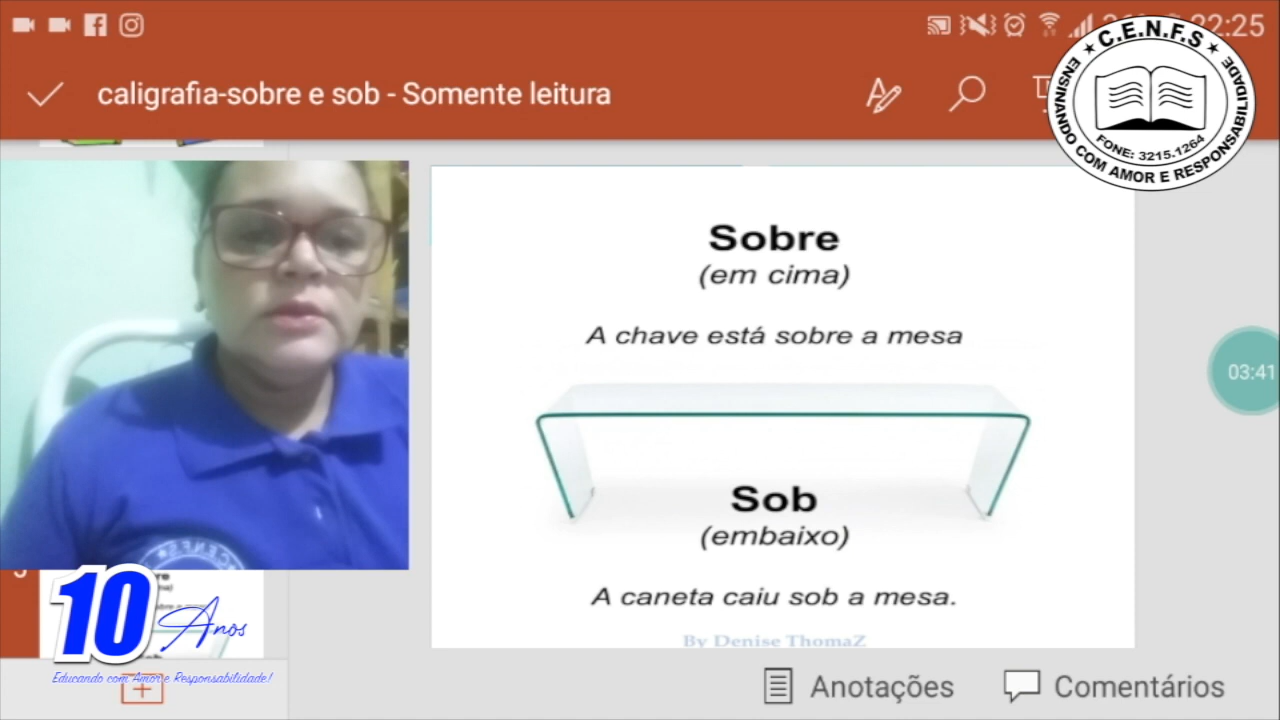 22:25
C.E.N.F.S
ENSINANDO COM AMOR E RESPONSABILIDADE
FONE: 3215.1264
caligrafia-sobre e sob - Somente leitura
Sobre
(em cima)
A chave está sobre a mesa
03:41
Sob
(embaixo)
A caneta caiu sob a mesa.
By Denise ThomaZ
10 Anos
Educando com Amor e Responsabilidade!
Anotações
Comentários